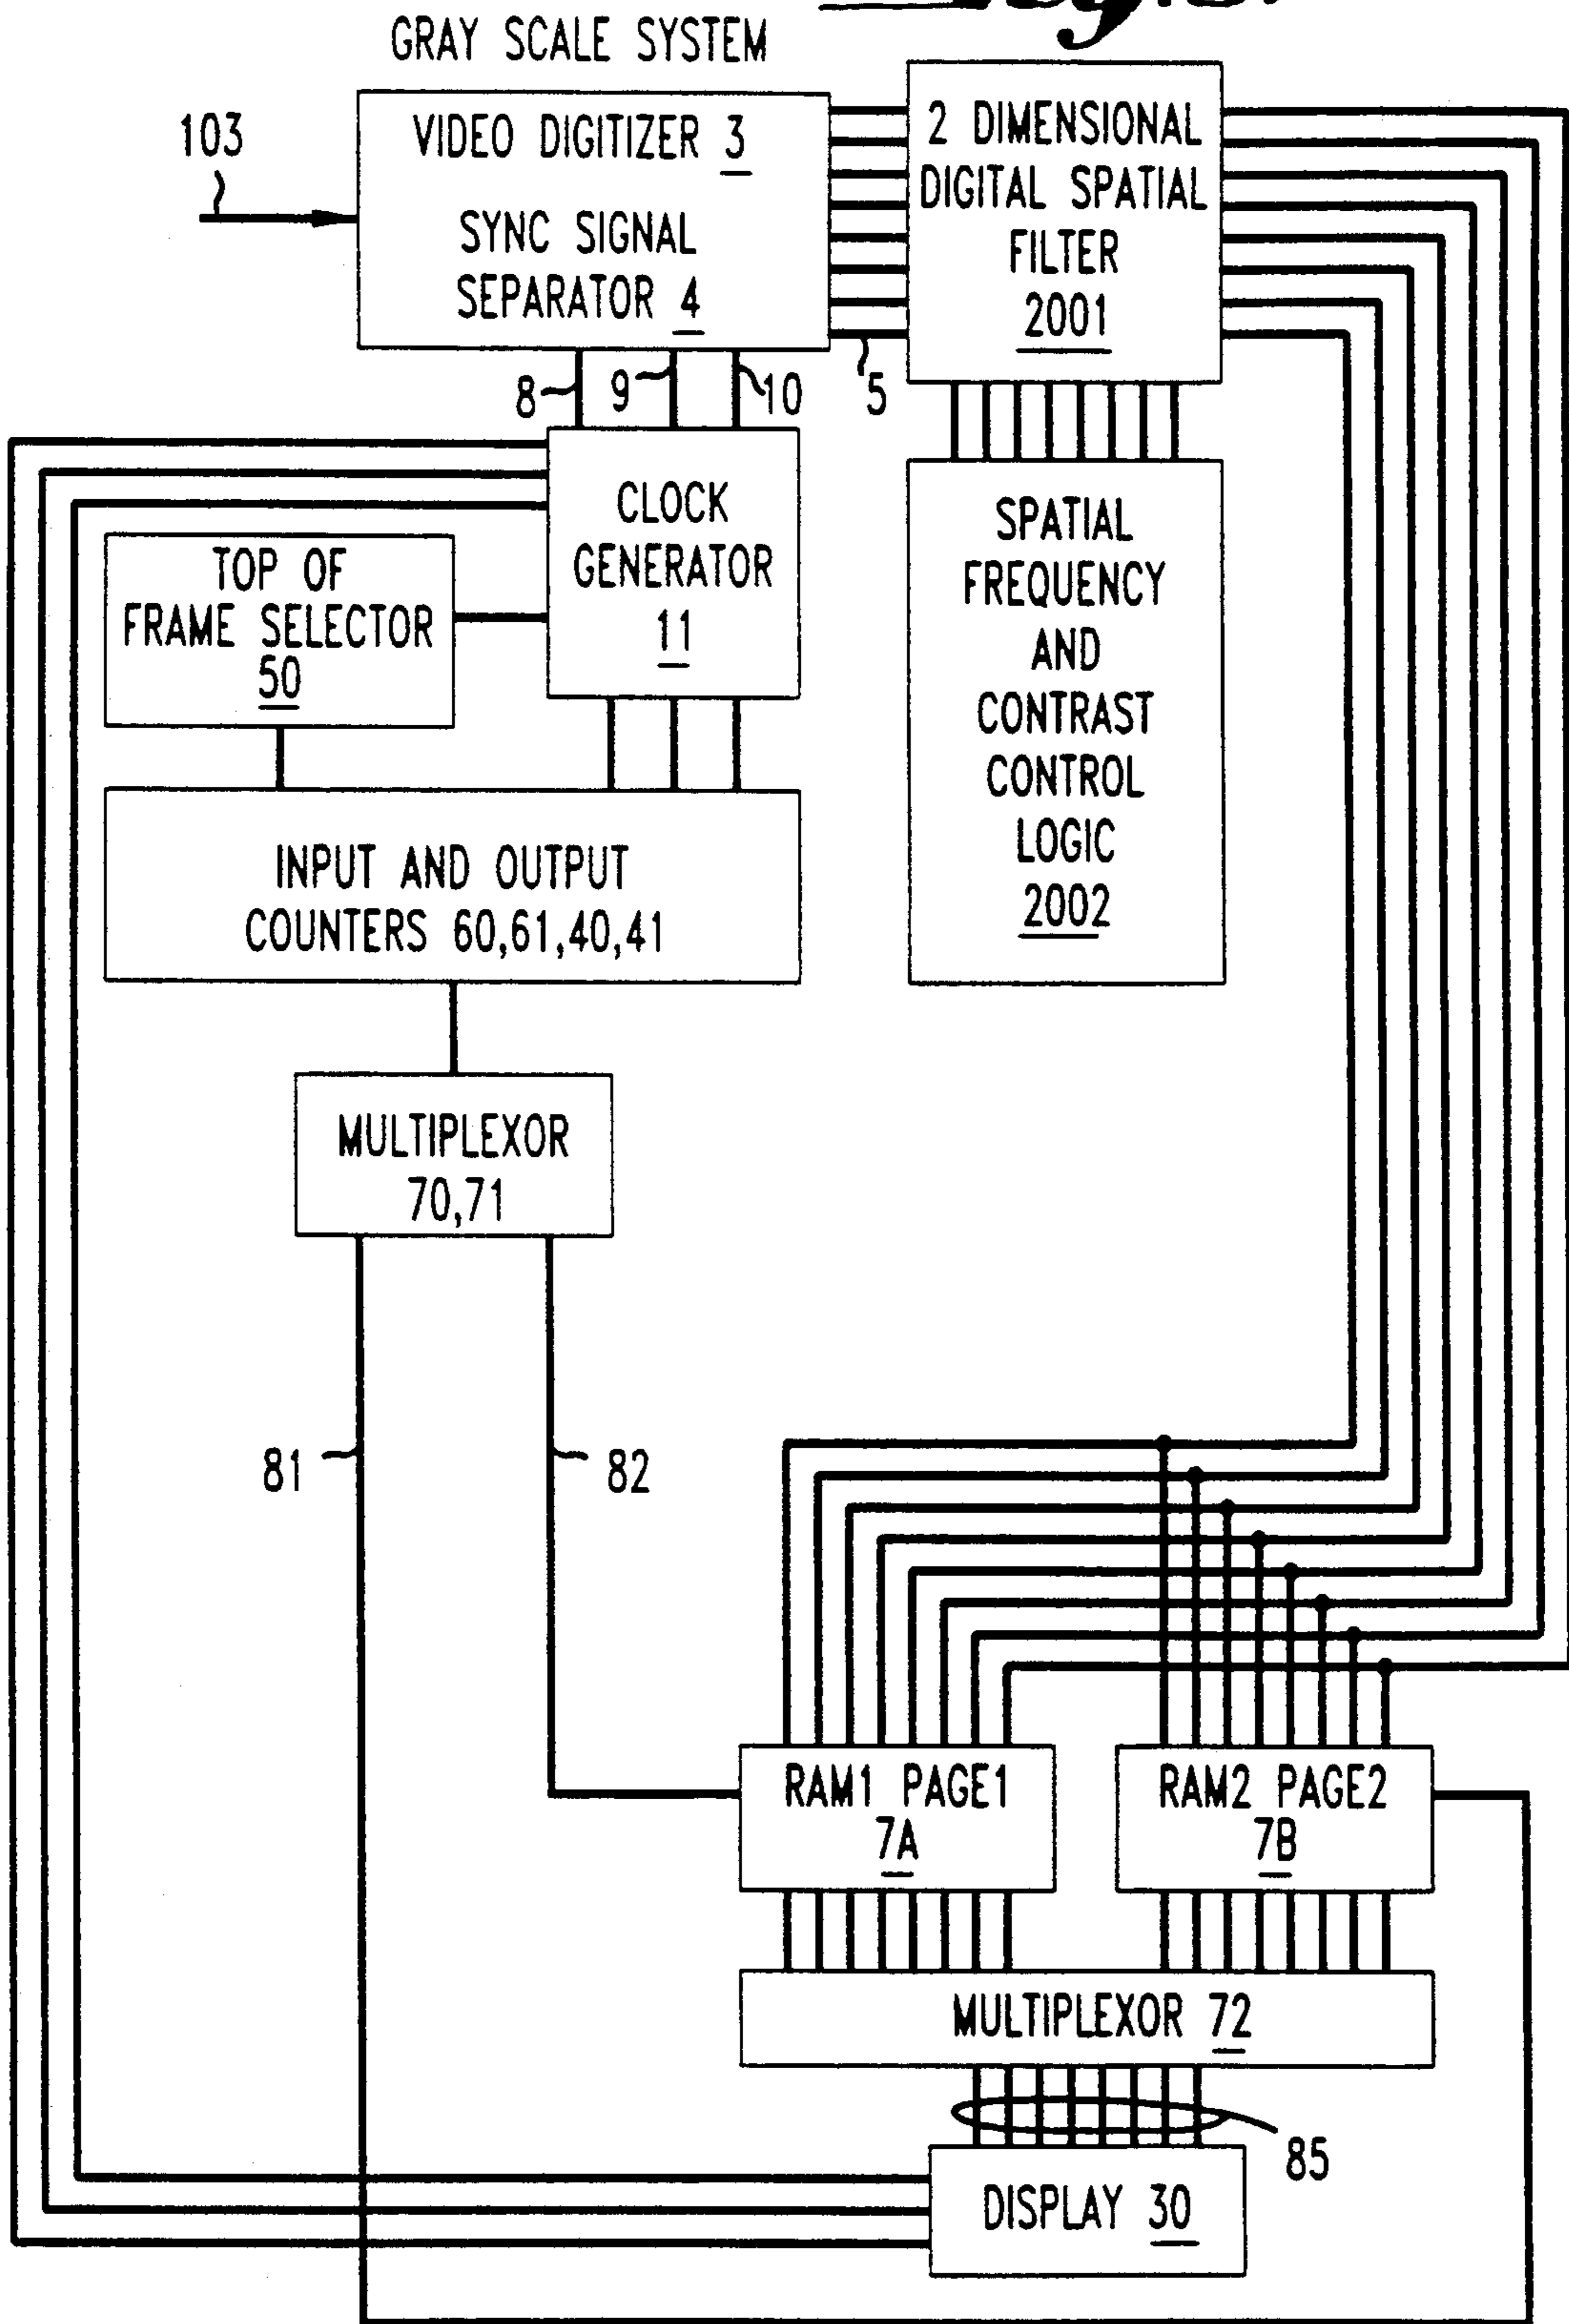 GRAY SCALE SYSTEM
103
VIDEO DIGITIZER 3
SYNC SIGNAL
SEPARATOR 4
2 DIMENSIONAL
DIGITAL SPATIAL
FILTER
2001
8
9
10
5
CLOCK
GENERATOR
11
TOP OF
FRAME SELECTOR
50
SPATIAL
FREQUENCY
AND
CONTRAST
CONTROL
LOGIC
2002
INPUT AND OUTPUT
COUNTERS 60,61,40,41
MULTIPLEXOR
70,71
81
82
RAM1 PAGE1
7A
RAM2 PAGE2
7B
MULTIPLEXOR 72
85
DISPLAY 30